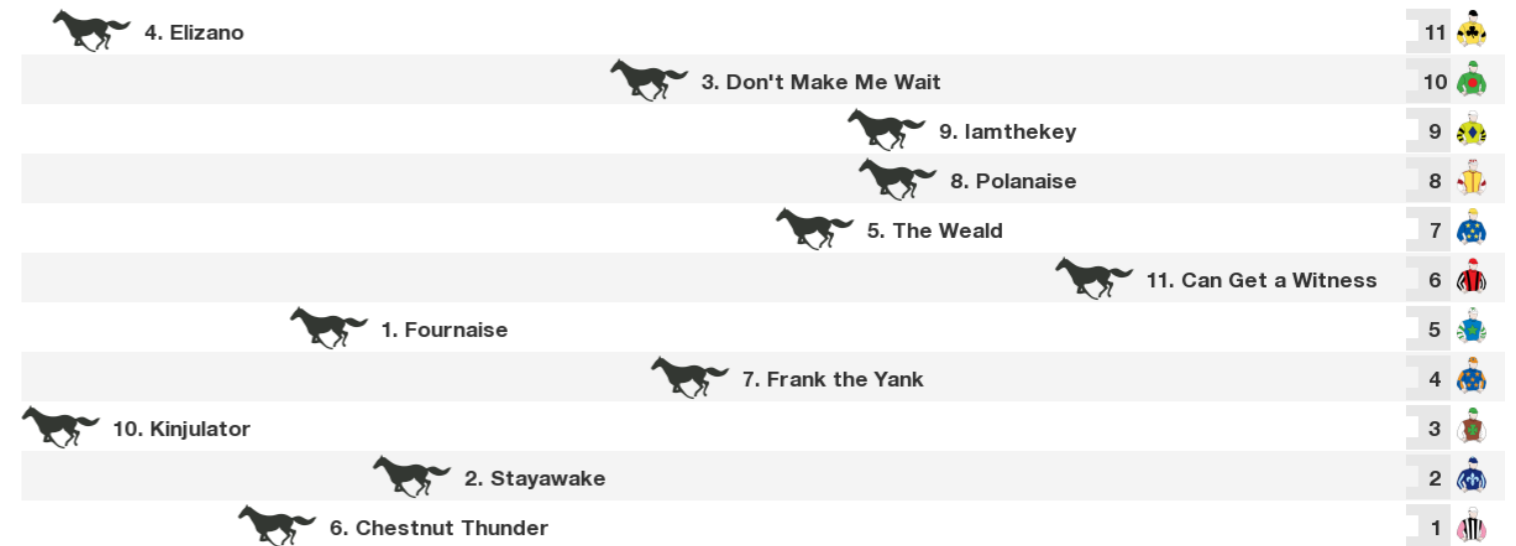 4. Elizano 11
3. Don't Make Me Wait 10
9. Iamthekey 9
8. Polanaise 8
5. The Weald 7
11. Can Get a Witness 6
1. Fournaise 5
7. Frank the Yank 4
10. Kinjulator 3
2. Stayawake 2
6. Chestnut Thunder 1